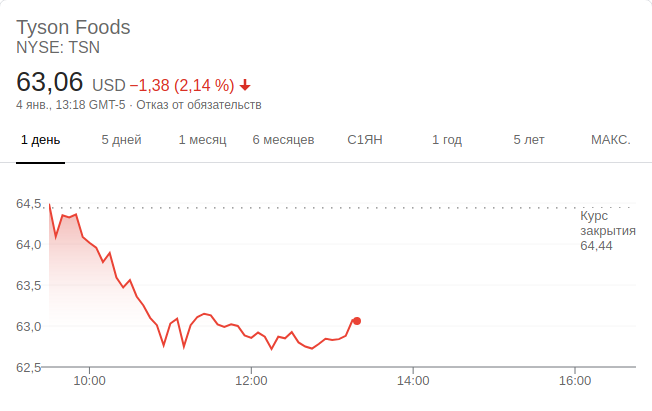 Tyson Foods
NYSE: TSN
63,06 USD −1,38 (2,14 %)
4 янв., 13:18 GMT-5 · Отказ от обязательств
1 день 5 дней 1 месяц 6 месяцев С1ЯН 1 год 5 лет МАКС.
64,5
Курс
закрытия
64,44
64,0
63,5
63,0
62,5
10:00 12:00 14:00 16:00